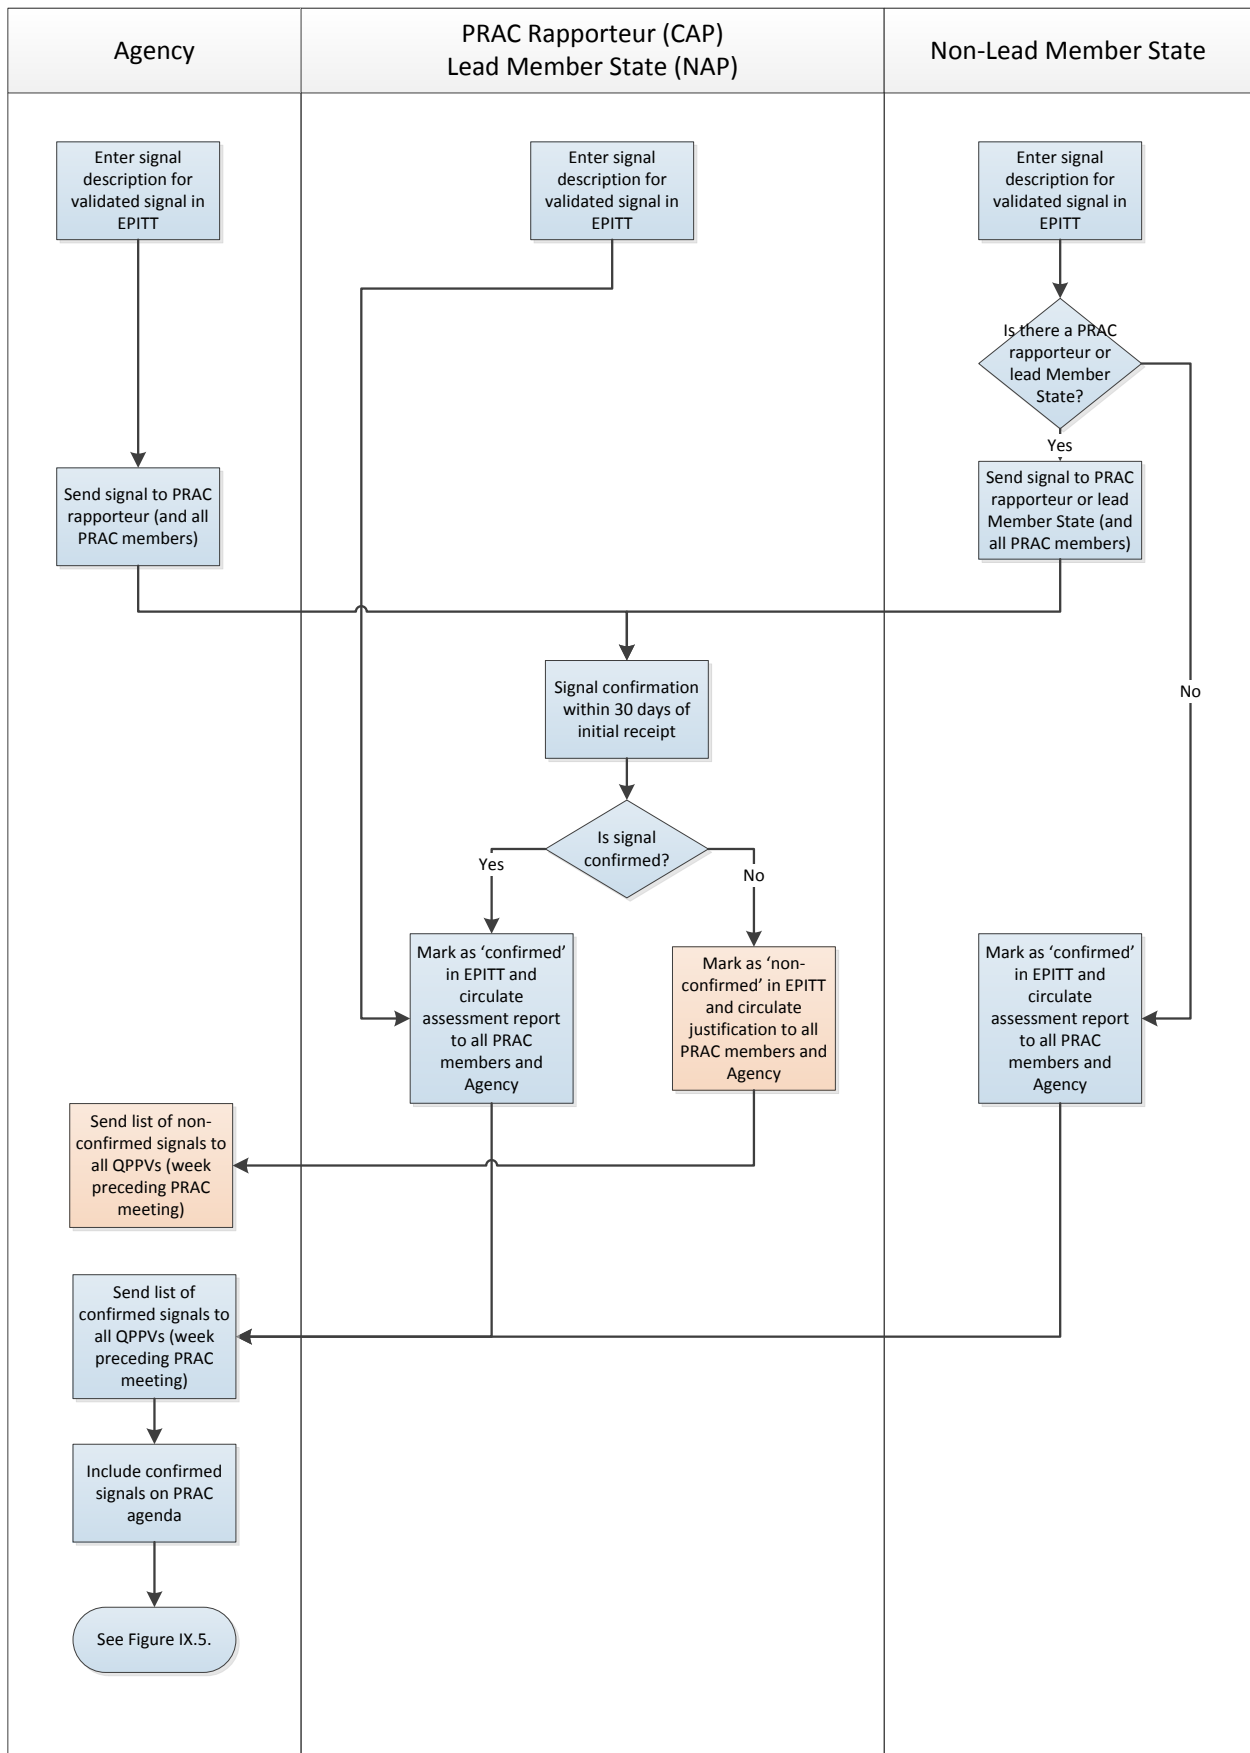 Agency
PRAC Rapporteur (CAP)
Lead Member State (NAP)
Non-Lead Member State
Enter signal
description for
validated signal in
EPITT
Enter signal
description for
validated signal in
EPITT
Enter signal
description for
validated signal in
EPITT
Is there a PRAC
rapporteur or
lead Member
State?
Yes
Send signal to PRAC
rapporteur (and all
PRAC members)
Send signal to PRAC
rapporteur or lead
Member State (and
all PRAC members)
Signal confirmation
within 30 days of
initial receipt
No
Is signal
confirmed?
Yes
No
Mark as ‘confirmed’
in EPITT and
circulate
assessment report
to all PRAC
members and
Agency
Mark as ‘non-
confirmed’ in EPITT
and circulate
justification to all
PRAC members and
Agency
Mark as ‘confirmed’
in EPITT and
circulate
assessment report
to all PRAC
members and
Agency
Send list of non-
confirmed signals to
all QPPVs (week
preceding PRAC
meeting)
Send list of
confirmed signals to
all QPPVs (week
preceding PRAC
meeting)
Include confirmed
signals on PRAC
agenda
See Figure IX.5.